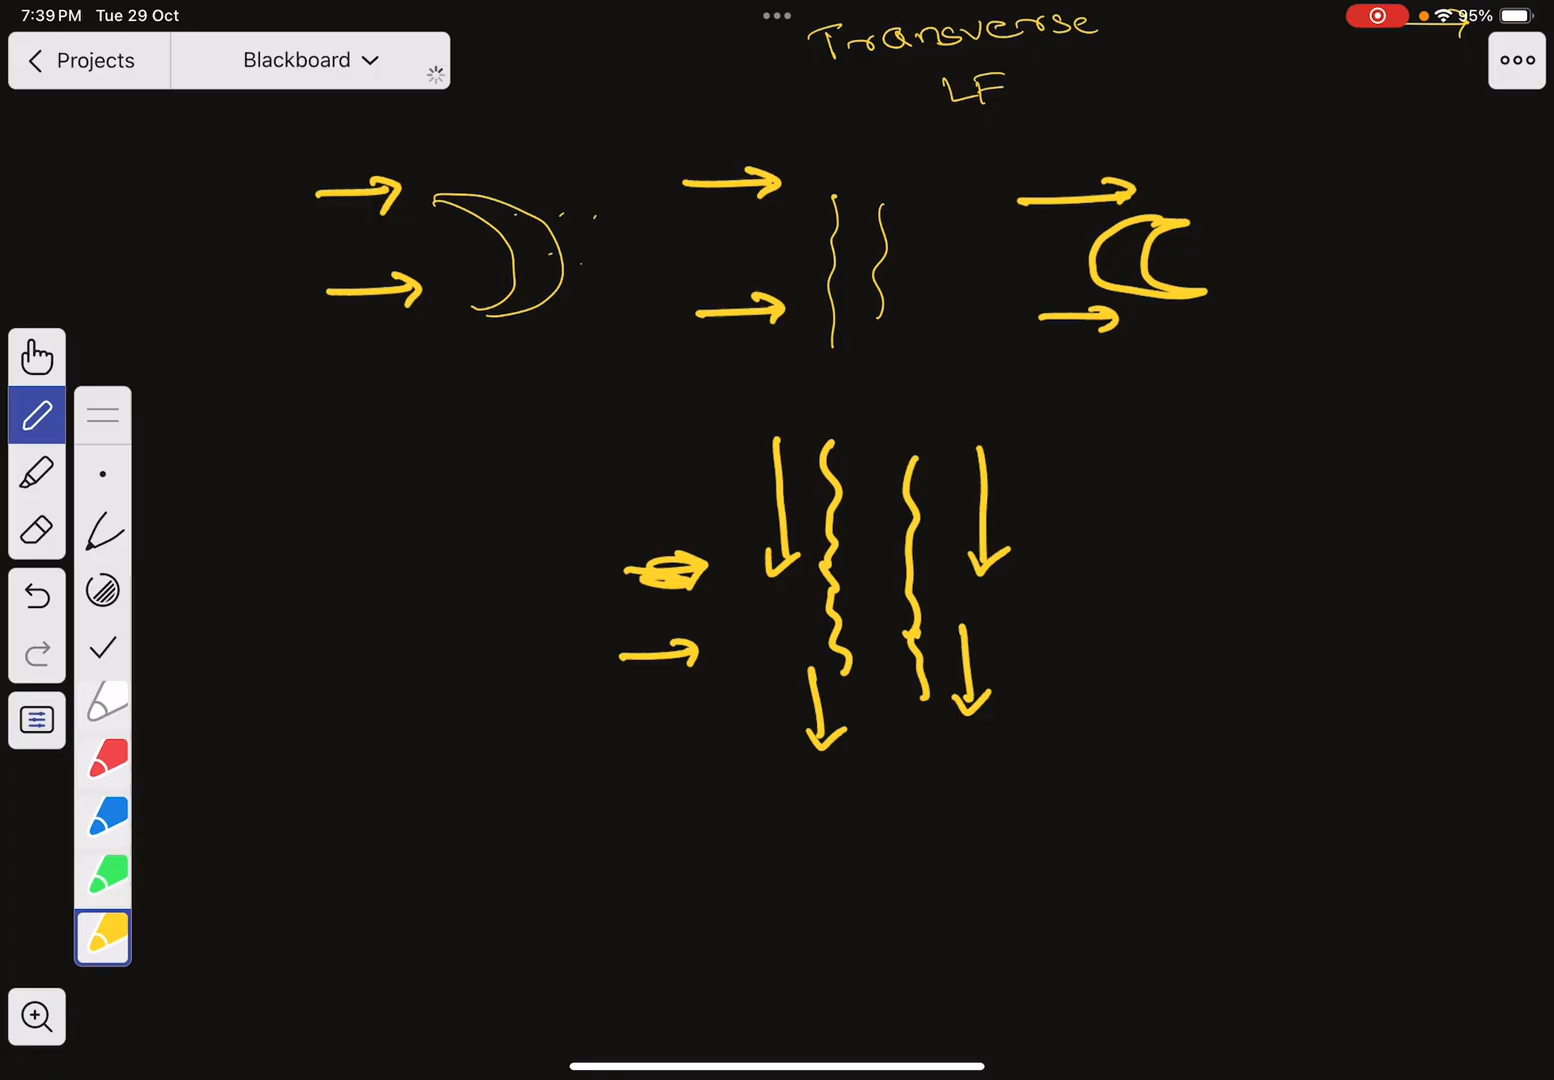 7:39 PM Tue 29 Oct
95%
Projects
Blackboard
Transverse
LF